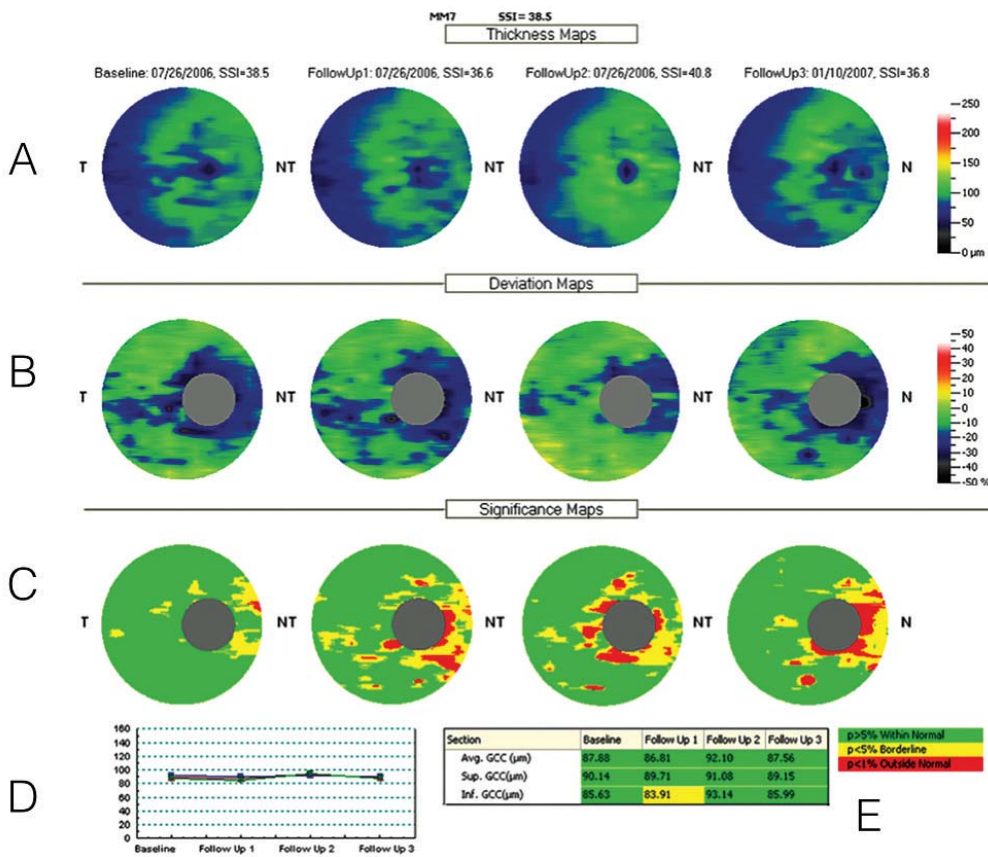 MM7 SSI= 38.5
Thickness Maps
Baseline: 07/26/2006, SSI=38.5 FollowUp1: 07/26/2006, SSI=36.6 FollowUp2: 07/26/2006, SSI=40.8 FollowUp3: 01/10/2007, SSI=36.8
A T NT NT NT N
250
200
150
100
50
0 µm
Deviation Maps
B T NT NT NT N
50
40
30
20
10
-0
-10
-20
-30
-40
-50 %
Significance Maps
C T NT NT NT N
D
160
140
120
100
80
60
40
20
0
Baseline Follow Up 1 Follow Up 2 Follow Up 3
Section Baseline Follow Up 1 Follow Up 2 Follow Up 3
Avg. GCC (µm) 87.88 86.81 92.10 87.56
Sup. GCC(µm) 90.14 89.71 91.08 89.15
Inf. GCC(µm) 85.63 83.91 93.14 85.99
p>5% Within Normal
p<5% Borderline
p<1% Outside Normal
E